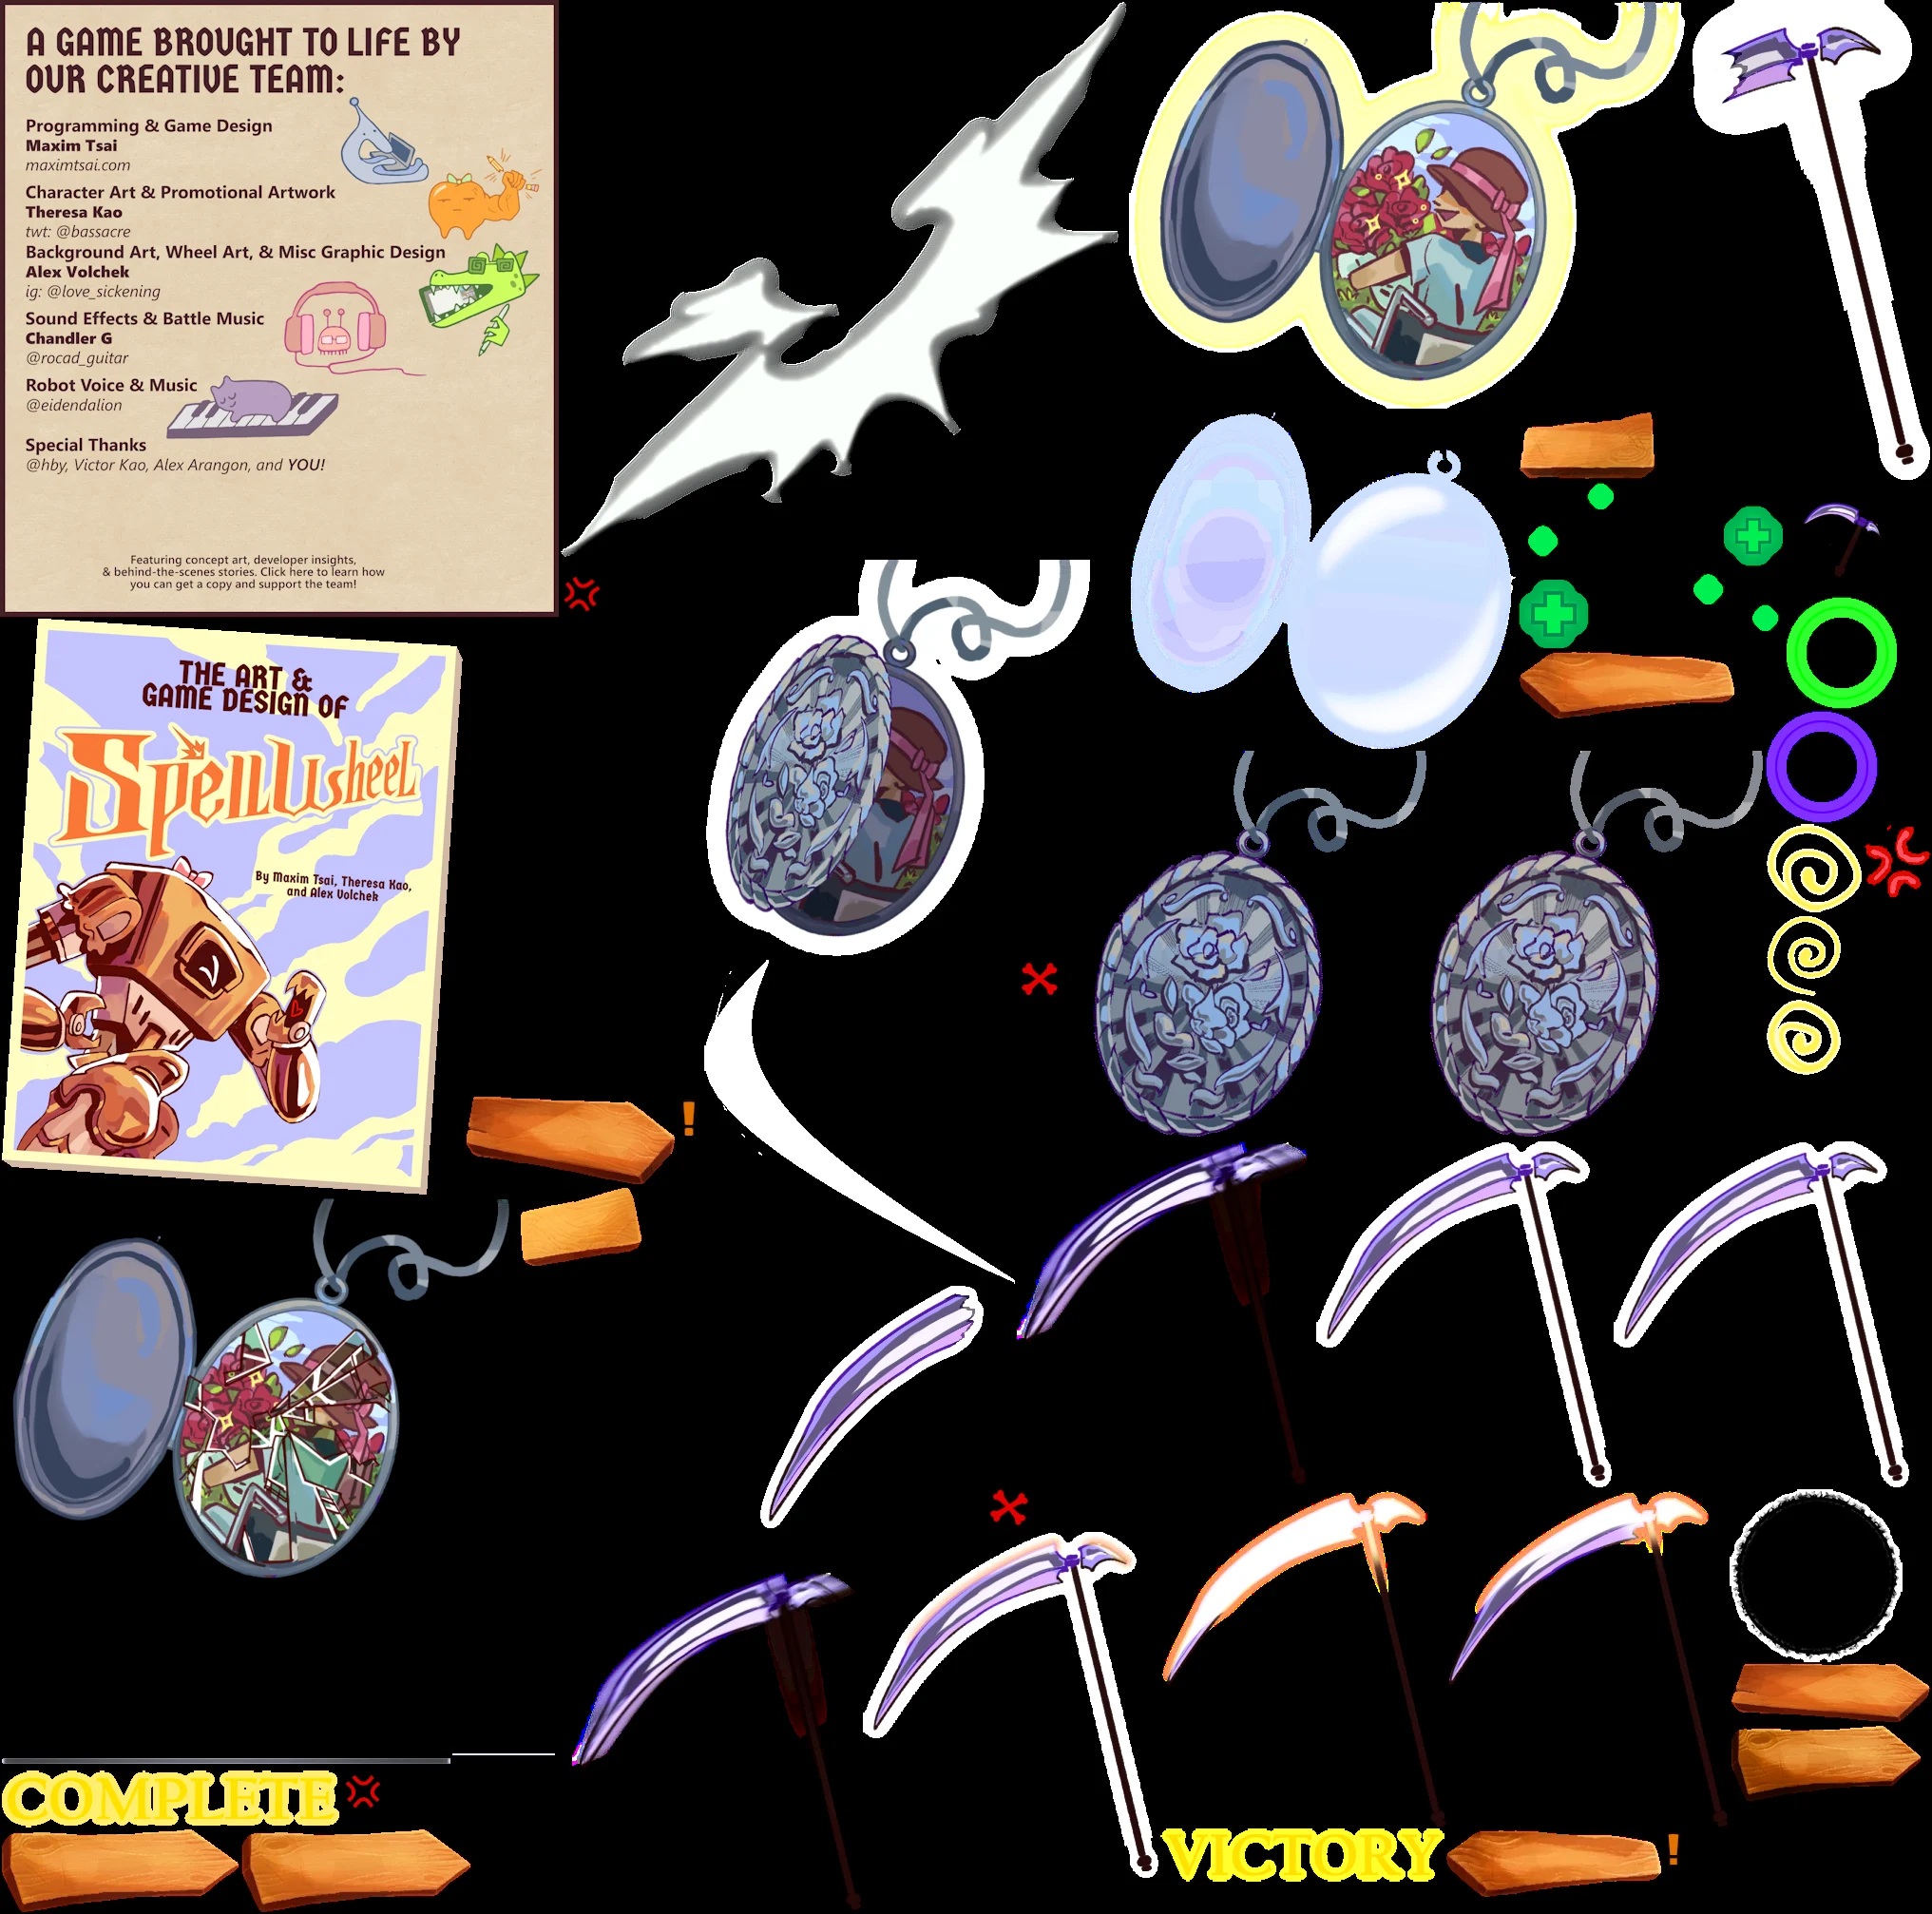 A GAME BROUGHT TO LIFE BY
OUR CREATIVE TEAM:
Programming & Game Design
Maxim Tsai
maximtsai.com
Character Art & Promotional Artwork
Theresa Kao
twt: @bassacre
Background Art, Wheel Art, & Misc Graphic Design
Alex Volchek
ig: @love_sickening
Sound Effects & Battle Music
Chandler G
@rocad_guitar
Robot Voice & Music
@eidendalion
Special Thanks
@hby, Victor Kao, Alex Arangon, and YOU!
Featuring concept art, developer insights,
& behind-the-scenes stories. Click here to learn how
you can get a copy and support the team!
THE ART &
GAME DESIGN OF
Spellwheel
By Maxim Tsai, Theresa Kao,
and Alex Volchek
!
COMPLETE
VICTORY
!